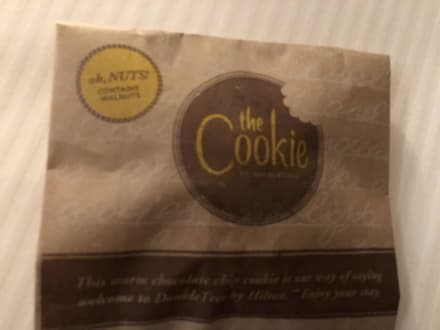 oh, NUTS!
CONTAINS
WALNUTS
the
Cookie
This warm chocolate chip cookie is our way of saying
welcome to DoubleTree by Hilton.™ Enjoy your stay.